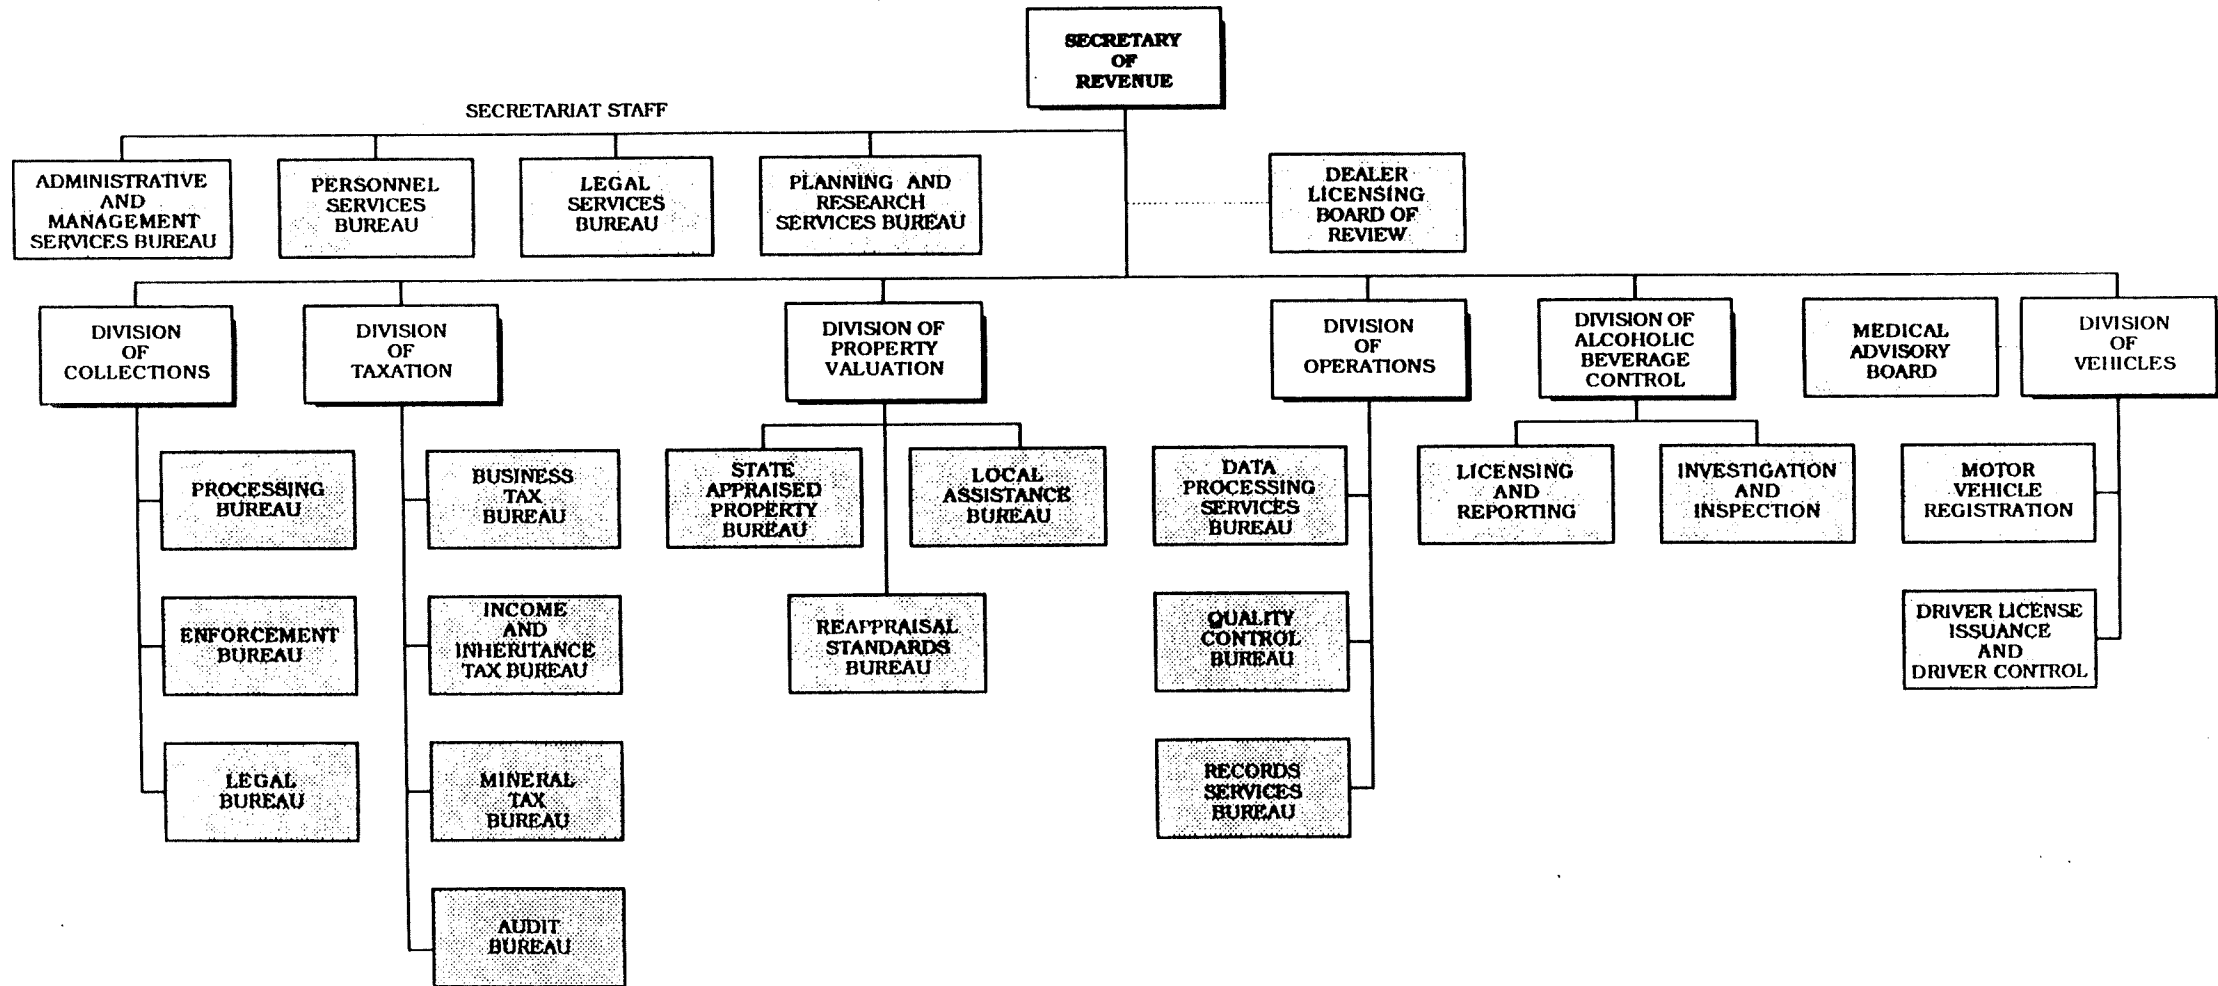 SECRETARY
OF
REVENUE
SECRETARIAT STAFF
ADMINISTRATIVE
AND
MANAGEMENT
SERVICES BUREAU
PERSONNEL
SERVICES
BUREAU
LEGAL
SERVICES
BUREAU
PLANNING AND
RESEARCH
SERVICES BUREAU
DEALER
LICENSING
BOARD OF
REVIEW
DIVISION
OF
COLLECTIONS
DIVISION
OF
TAXATION
DIVISION OF
PROPERTY
VALUATION
DIVISION
OF
OPERATIONS
DIVISION OF
ALCOHOLIC
BEVERAGE
CONTROL
MEDICAL
ADVISORY
BOARD
DIVISION
OF
VEHICLES
PROCESSING
BUREAU
BUSINESS
TAX
BUREAU
STATE
APPRAISED
PROPERTY
BUREAU
LOCAL
ASSISTANCE
BUREAU
DATA
PROCESSING
SERVICES
BUREAU
LICENSING
AND
REPORTING
INVESTIGATION
AND
INSPECTION
MOTOR
VEHICLE
REGISTRATION
ENFORCEMENT
BUREAU
INCOME
AND
INHERITANCE
TAX BUREAU
REAPPRAISAL
STANDARDS
BUREAU
QUALITY
CONTROL
BUREAU
DRIVER LICENSE
ISSUANCE
AND
DRIVER CONTROL
LEGAL
BUREAU
MINERAL
TAX
BUREAU
RECORDS
SERVICES
BUREAU
AUDIT
BUREAU